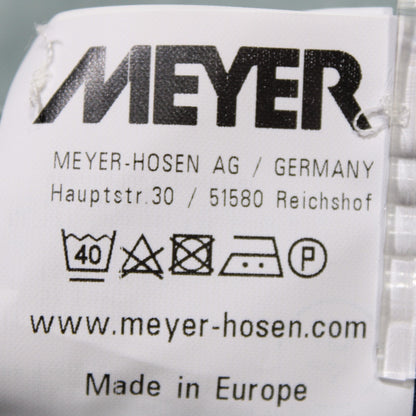 MEYER
MEYER-HOSEN AG / GERMANY
Hauptstr.30 / 51580 Reichshof
40 P
www.meyer-hosen.com
Made in Europe